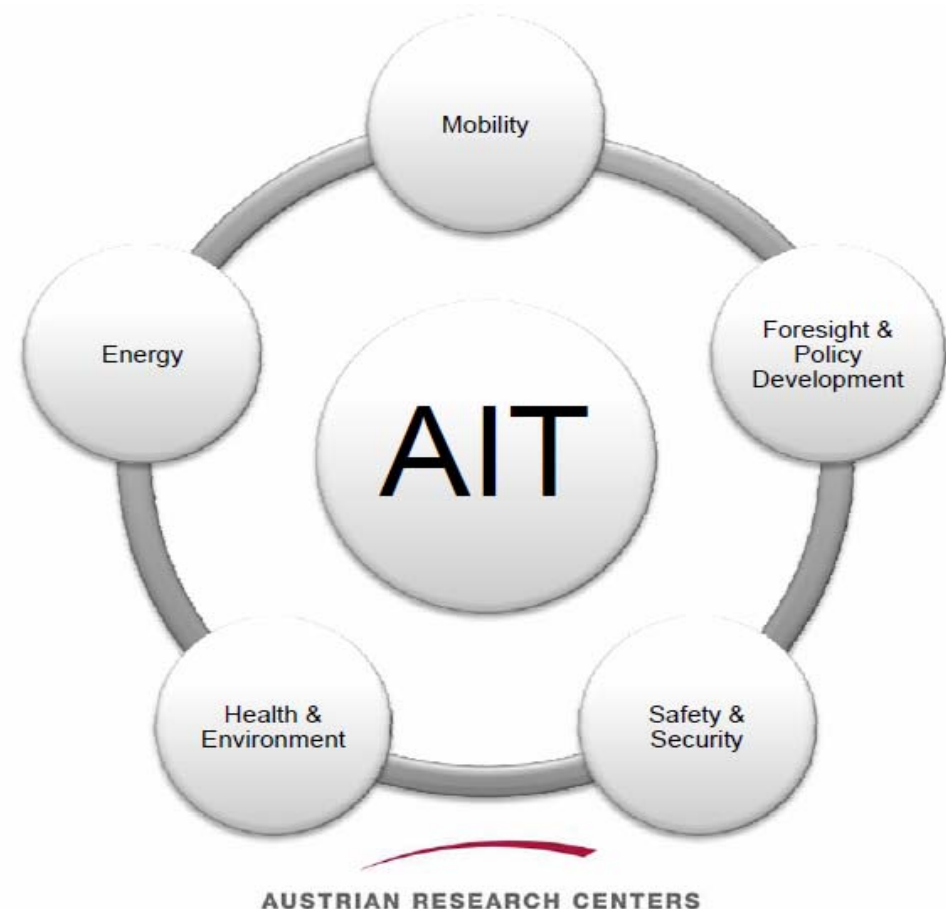 Mobility
Energy
Foresight &
Policy
Development
AIT
Health &
Environment
Safety &
Security
AUSTRIAN RESEARCH CENTERS